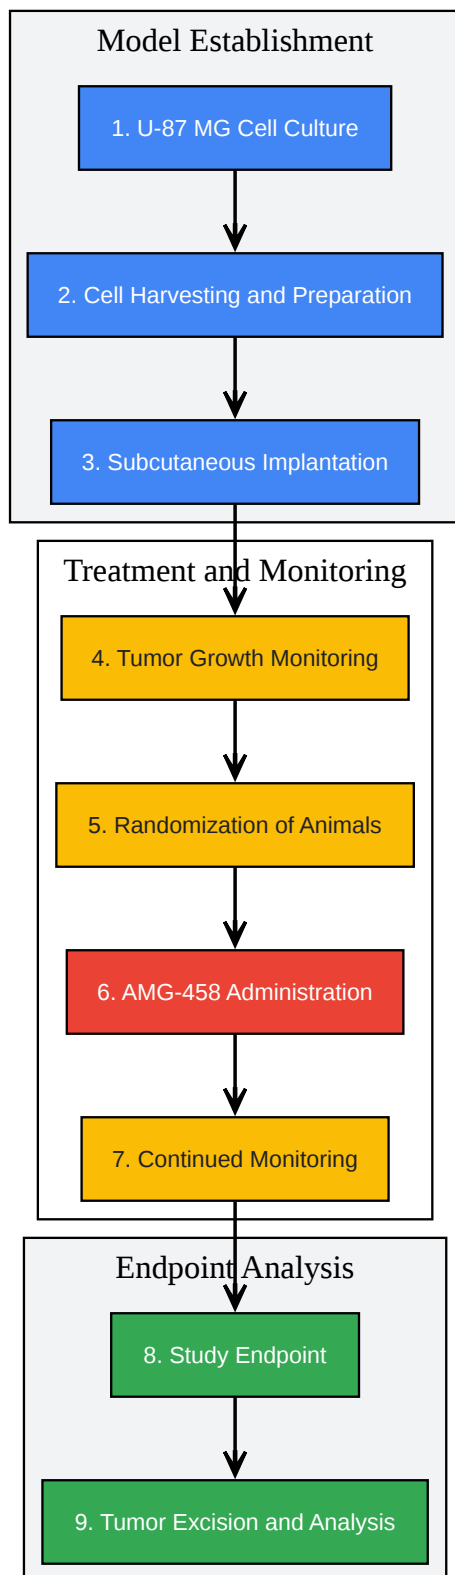 Model Establishment
1. U-87 MG Cell Culture
2. Cell Harvesting and Preparation
3. Subcutaneous Implantation
Treatment and Monitoring
4. Tumor Growth Monitoring
5. Randomization of Animals
6. AMG-458 Administration
7. Continued Monitoring
Endpoint Analysis
8. Study Endpoint
9. Tumor Excision and Analysis